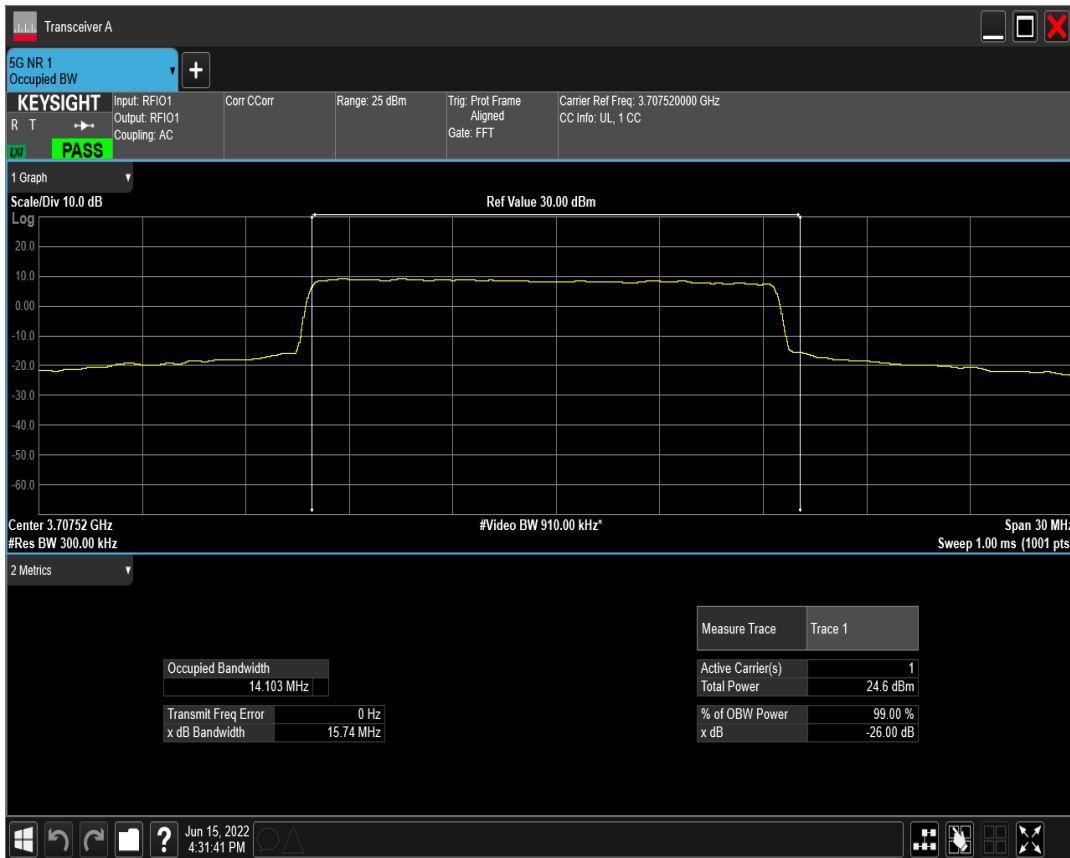 Transceiver A
5G NR 1
Occupied BW
+
KEYSIGHT
R T
LXI
PASS
Input: RFIO1
Output: RFIO1
Coupling: AC
Corr CCorr
Range: 25 dBm
Trig: Prot Frame
Aligned
Gate: FFT
Carrier Ref Freq: 3.707520000 GHz
CC Info: UL, 1 CC
1 Graph
Scale/Div 10.0 dB
Ref Value 30.00 dBm
Log
20.0
10.0
0.00
-10.0
-20.0
-30.0
-40.0
-50.0
-60.0
Center 3.70752 GHz
#Video BW 910.00 kHz*
Span 30 MHz
#Res BW 300.00 kHz
Sweep 1.00 ms (1001 pts
2 Metrics
Measure Trace Trace 1
Occupied Bandwidth
14.103 MHz
Active Carrier(s) 1
Total Power 24.6 dBm
Transmit Freq Error 0 Hz
x dB Bandwidth 15.74 MHz
% of OBW Power 99.00 %
x dB -26.00 dB
?
Jun 15, 2022
4:31:41 PM